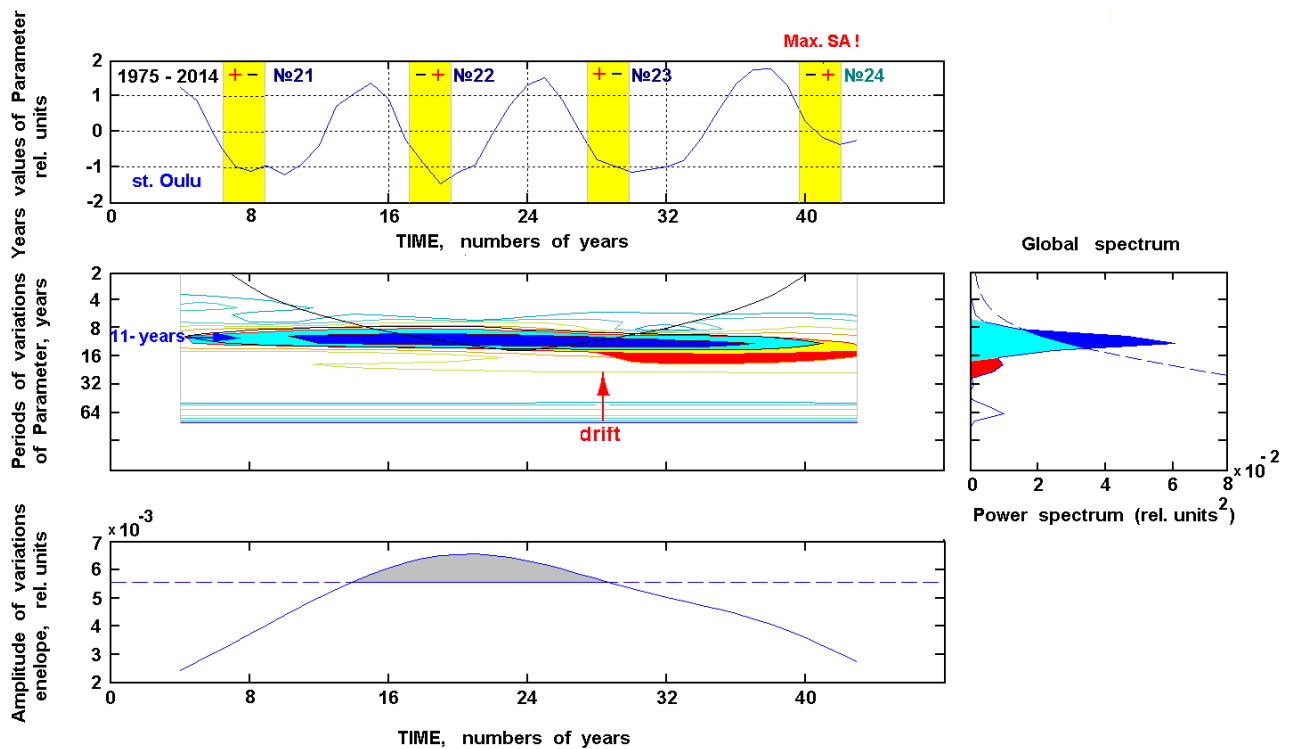 Max. SA !
Years values of Parameter
rel. units
2
1
0
-1
-2
1975 - 2014
+ − №21
− + №22
+ − №23
− + №24
st. Oulu
0 8 16 24 32 40
TIME, numbers of years
Periods of variations
of Parameter, years
2
4
8
16
32
64
11- years
drift
Global spectrum
0 2 4 6 8
x 10 -2
Power spectrum (rel. units2)
Amplitude of variations
enelope, rel. units
x 10 -3
7
6
5
4
3
2
0 8 16 24 32 40
TIME, numbers of years